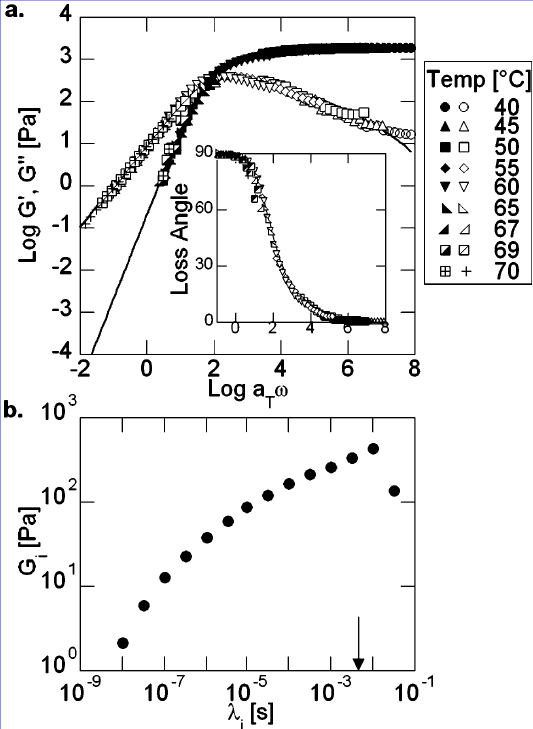 a.
4
3
2
1
0
-1
-2
-3
-4
Log G', G" [Pa]
-2 0 2 4 6 8
Log a_Tω
90
60
30
0
Loss Angle
0 2 4 6 8
Temp [°C]
40
45
50
55
60
65
67
69
70
b.
10^3
10^2
10^1
10^0
G_i [Pa]
10^-9 10^-7 10^-5 10^-3 10^-1
λ_i [s]